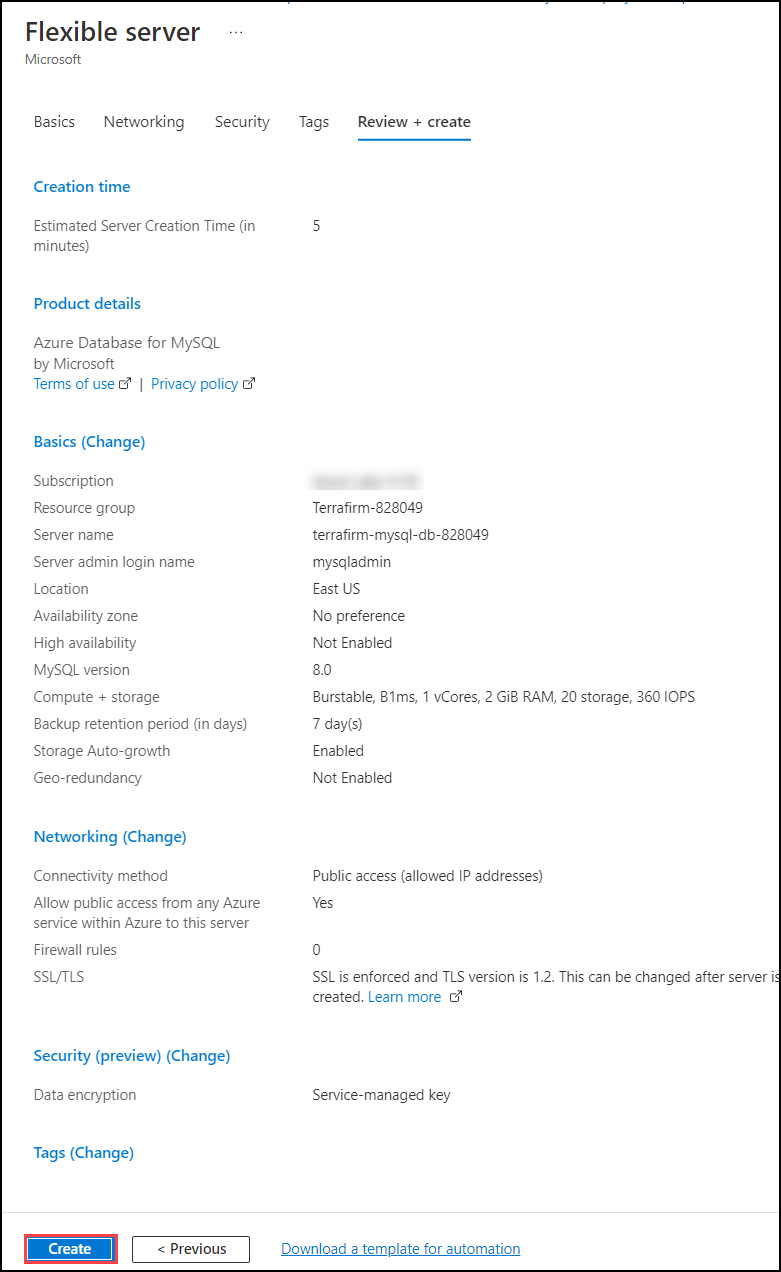 Flexible server ...
Microsoft
Basics Networking Security Tags Review + create
Creation time
Estimated Server Creation Time (in 5
minutes)
Product details
Azure Database for MySQL
by Microsoft
Terms of use | Privacy policy
Basics (Change)
Subscription
Resource group Terrafirm-828049
Server name terrafirm-mysql-db-828049
Server admin login name mysqladmin
Location East US
Availability zone No preference
High availability Not Enabled
MySQL version 8.0
Compute + storage Burstable, B1ms, 1 vCores, 2 GiB RAM, 20 storage, 360 IOPS
Backup retention period (in days) 7 day(s)
Storage Auto-growth Enabled
Geo-redundancy Not Enabled
Networking (Change)
Connectivity method Public access (allowed IP addresses)
Allow public access from any Azure Yes
service within Azure to this server
Firewall rules 0
SSL/TLS SSL is enforced and TLS version is 1.2. This can be changed after server is
created. Learn more
Security (preview) (Change)
Data encryption Service-managed key
Tags (Change)
Create < Previous Download a template for automation